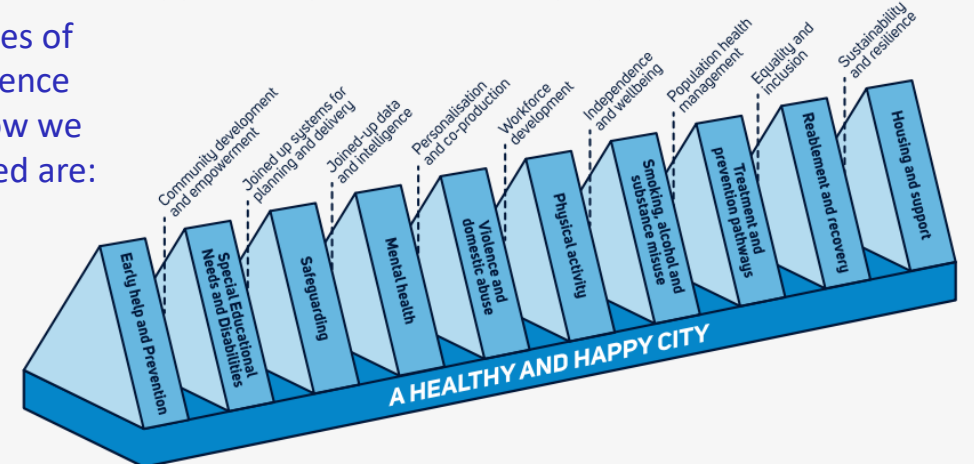 es of
ence
ow we
ed are:
Community development
and empowerment
Joined up systems for
planning and delivery
Joined-up data
and intelligence
Personalisation
and co-production
Workforce
development
Independence
and wellbeing
Population health
management
Equality and
inclusion
Sustainability
and resilience
Early help and Prevention
Special Educational
Needs and Disabilities
Safeguarding
Mental health
Violence and
domestic abuse
Physical activity
Smoking, alcohol and
substance misuse
Treatment and
prevention pathways
Reablement and recovery
Housing and support
A HEALTHY AND HAPPY CITY